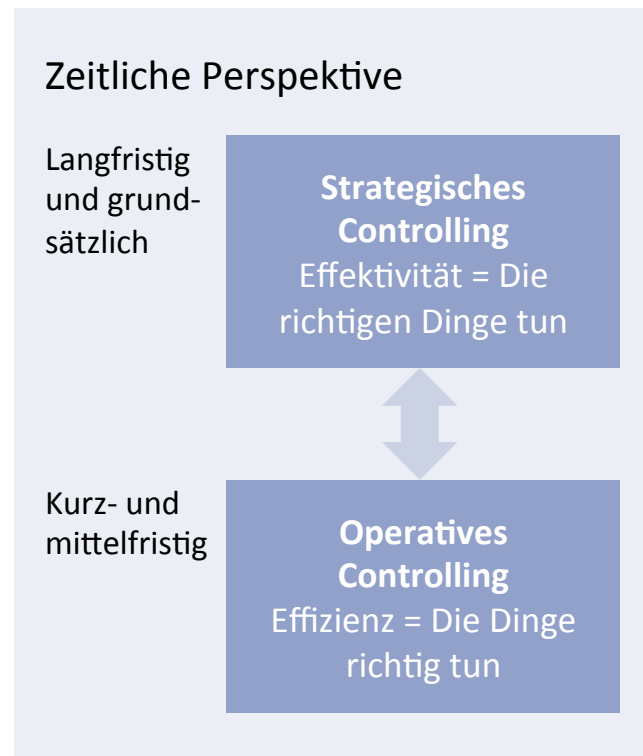 Zeitliche Perspektive
Langfristig
und grund-
sätzlich
Strategisches
Controlling
Effektivität = Die
richtigen Dinge tun
Kurz- und
mittelfristig
Operatives
Controlling
Effizienz = Die Dinge
richtig tun